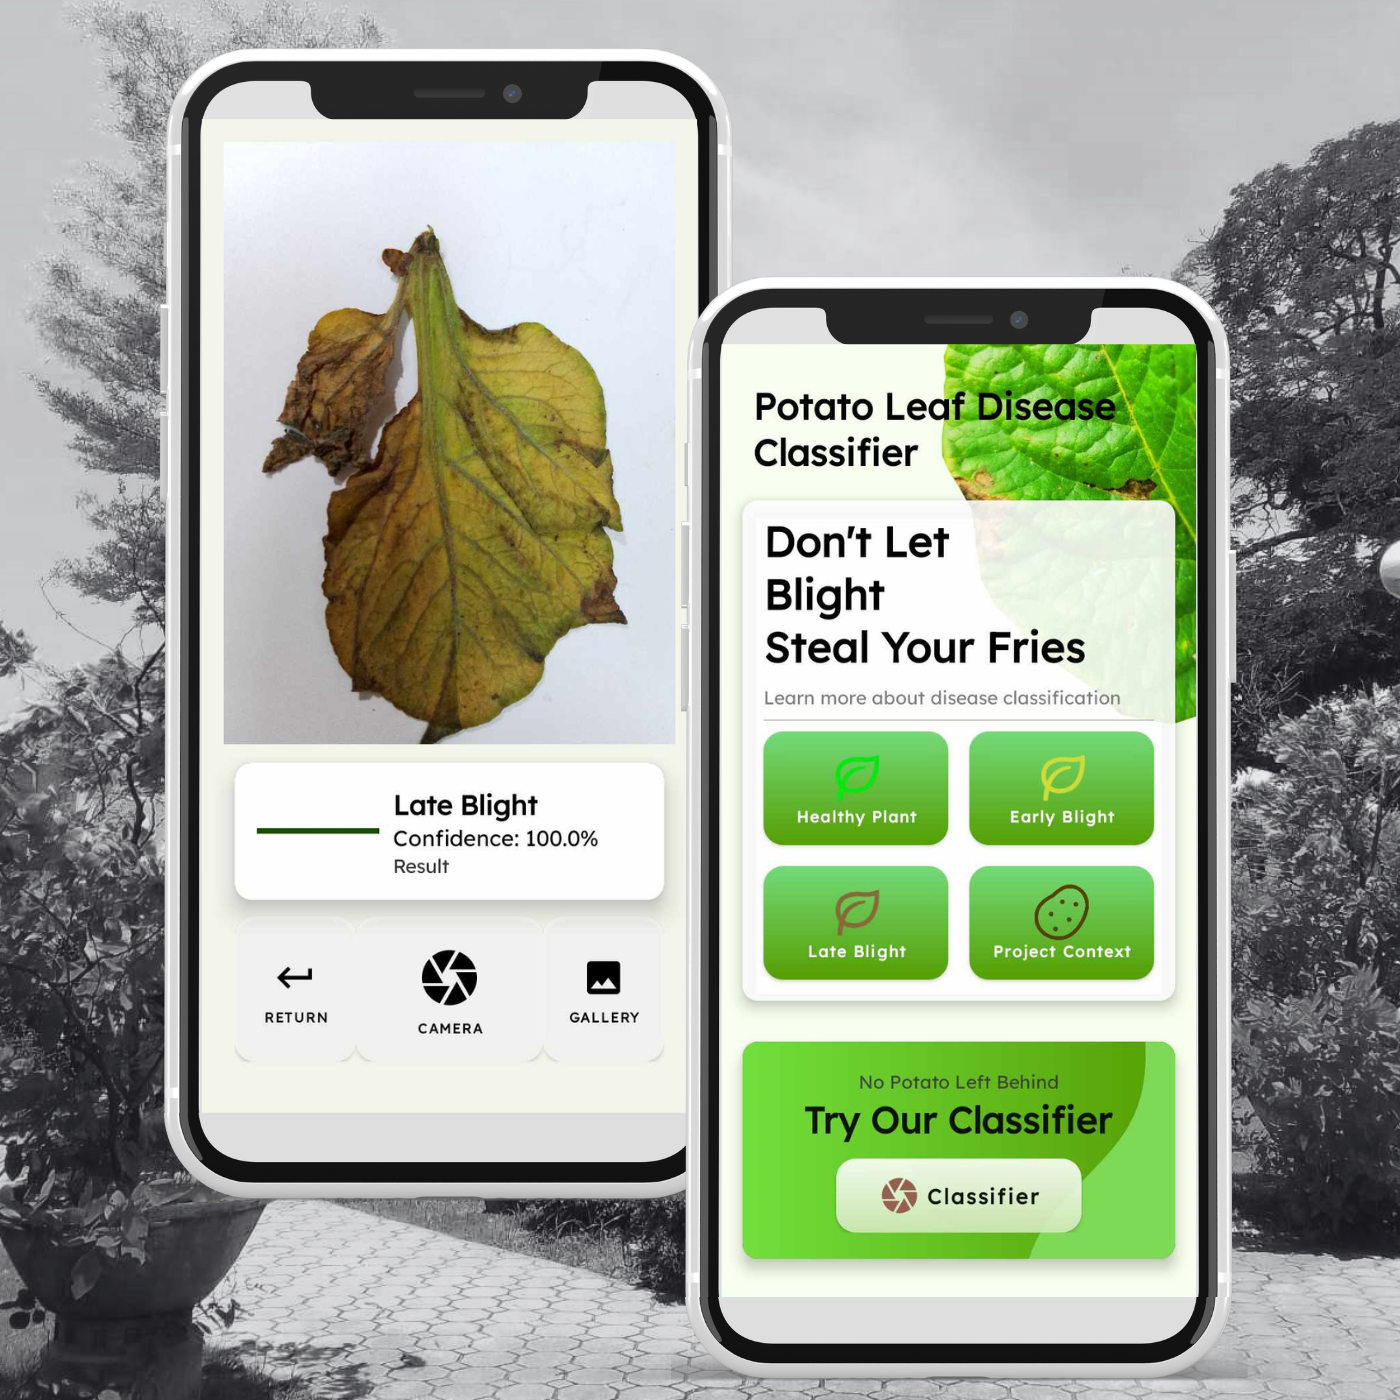 Late Blight
Confidence: 100.0%
Result
RETURN
CAMERA
GALLERY
Potato Leaf Disease
Classifier
Don't Let
Blight
Steal Your Fries
Learn more about disease classification
Healthy Plant
Early Blight
Late Blight
Project Context
No Potato Left Behind
Try Our Classifier
Classifier